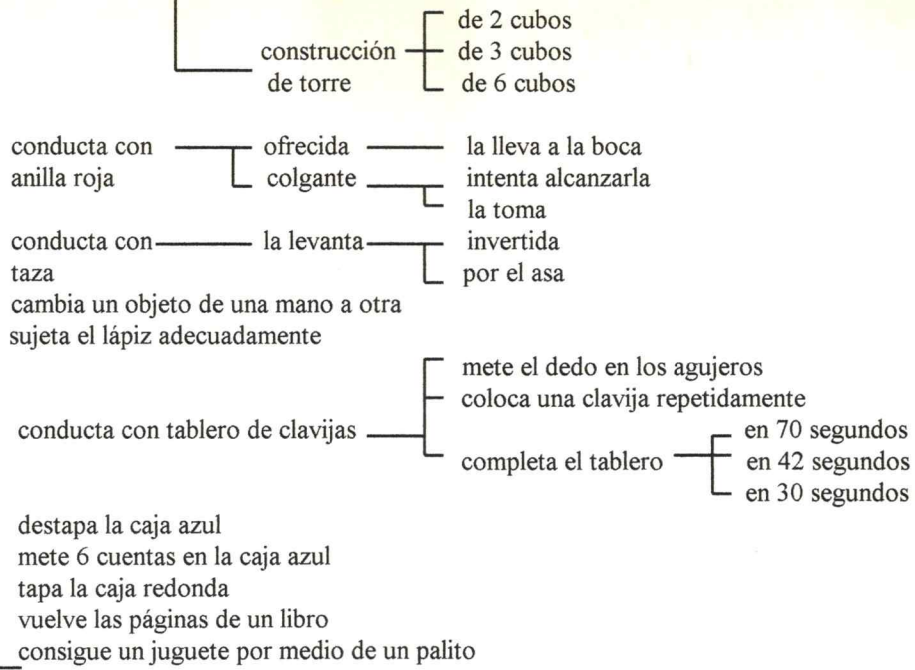 de 2 cubos
construcción de 3 cubos
de torre de 6 cubos
conducta con ofrecida la lleva a la boca
anilla roja colgante intenta alcanzarla
la toma
conducta con la levanta invertida
taza por el asa
cambia un objeto de una mano a otra
sujeta el lápiz adecuadamente
mete el dedo en los agujeros
coloca una clavija repetidamente
conducta con tablero de clavijas en 70 segundos
completa el tablero en 42 segundos
en 30 segundos
destapa la caja azul
mete 6 cuentas en la caja azul
tapa la caja redonda
vuelve las páginas de un libro
consigue un juguete por medio de un palito